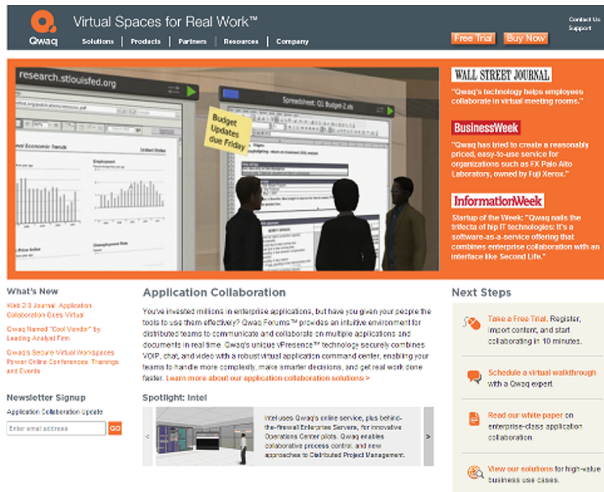 Qwaq
Virtual Spaces for Real Work™
Contact Us
Support
Solutions | Products | Partners | Resources | Company
Free Trial
Buy Now
research.stlouisfed.org
Spreadsheet: Q1 Budget-2.xls
Budget
Updates
due Friday
Economic Trends
United States
Employment
Price Index
Unemployment Rate
WALL STREET JOURNAL
"Qwaq's technology helps employees
collaborate in virtual meeting rooms."
BusinessWeek
"Qwaq has tried to create a reasonably
priced, easy-to-use service for
organizations such as FX Palo Alto
Laboratory, owned by Fuji Xerox."
InformationWeek
Startup of the Week: "Qwaq nails the
trifecta of hip IT technologies: it's a
software-as-a-service offering that
combines enterprise collaboration with an
interface like Second Life."
What's New
Web 2.0 Journal: Application
Collaboration Goes Virtual
Qwaq Named "Cool Vendor" by
Leading Analyst Firm
Qwaq's Secure Virtual Workspaces
Power Online Conferences, Trainings
and Events
Newsletter Signup
Application Collaboration Update
Enter email address
GO
Application Collaboration
You've invested millions in enterprise applications, but have you given your people the
tools to use them effectively? Qwaq Forums™ provides an intuitive environment for
distributed teams to communicate and collaborate on multiple applications and
documents in real time. Qwaq's unique vPresence™ technology securely combines
VOIP, chat, and video with a robust virtual application command center, enabling your
teams to handle more complexity, make smarter decisions, and get real work done
faster. Learn more about our application collaboration solutions >
Spotlight: Intel
<
Intel uses Qwaq's online service, plus behind-
the-firewall Enterprise Servers, for innovative
Operations Center pilots. Qwaq enables
collaborative process control, and new
approaches to Distributed Project Management.
>
Next Steps
Take a Free Trial. Register,
import content, and start
collaborating in 10 minutes.
Schedule a virtual walkthrough
with a Qwaq expert.
Read our white paper on
enterprise-class application
collaboration.
View our solutions for high-value
business use cases.